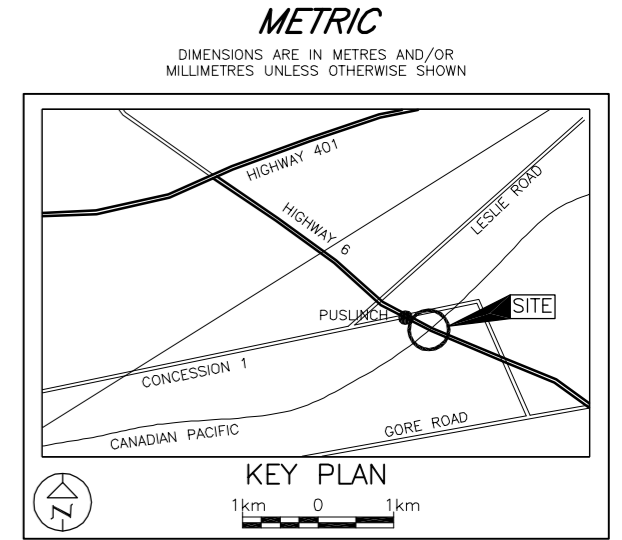 METRIC
DIMENSIONS ARE IN METRES AND/OR
MILLIMETRES UNLESS OTHERWISE SHOWN
HIGHWAY 401
HIGHWAY 6
LESLIE ROAD
PUSLINCH
SITE
CONCESSION 1
CANADIAN PACIFIC
GORE ROAD
KEY PLAN
1km 0 1km
N